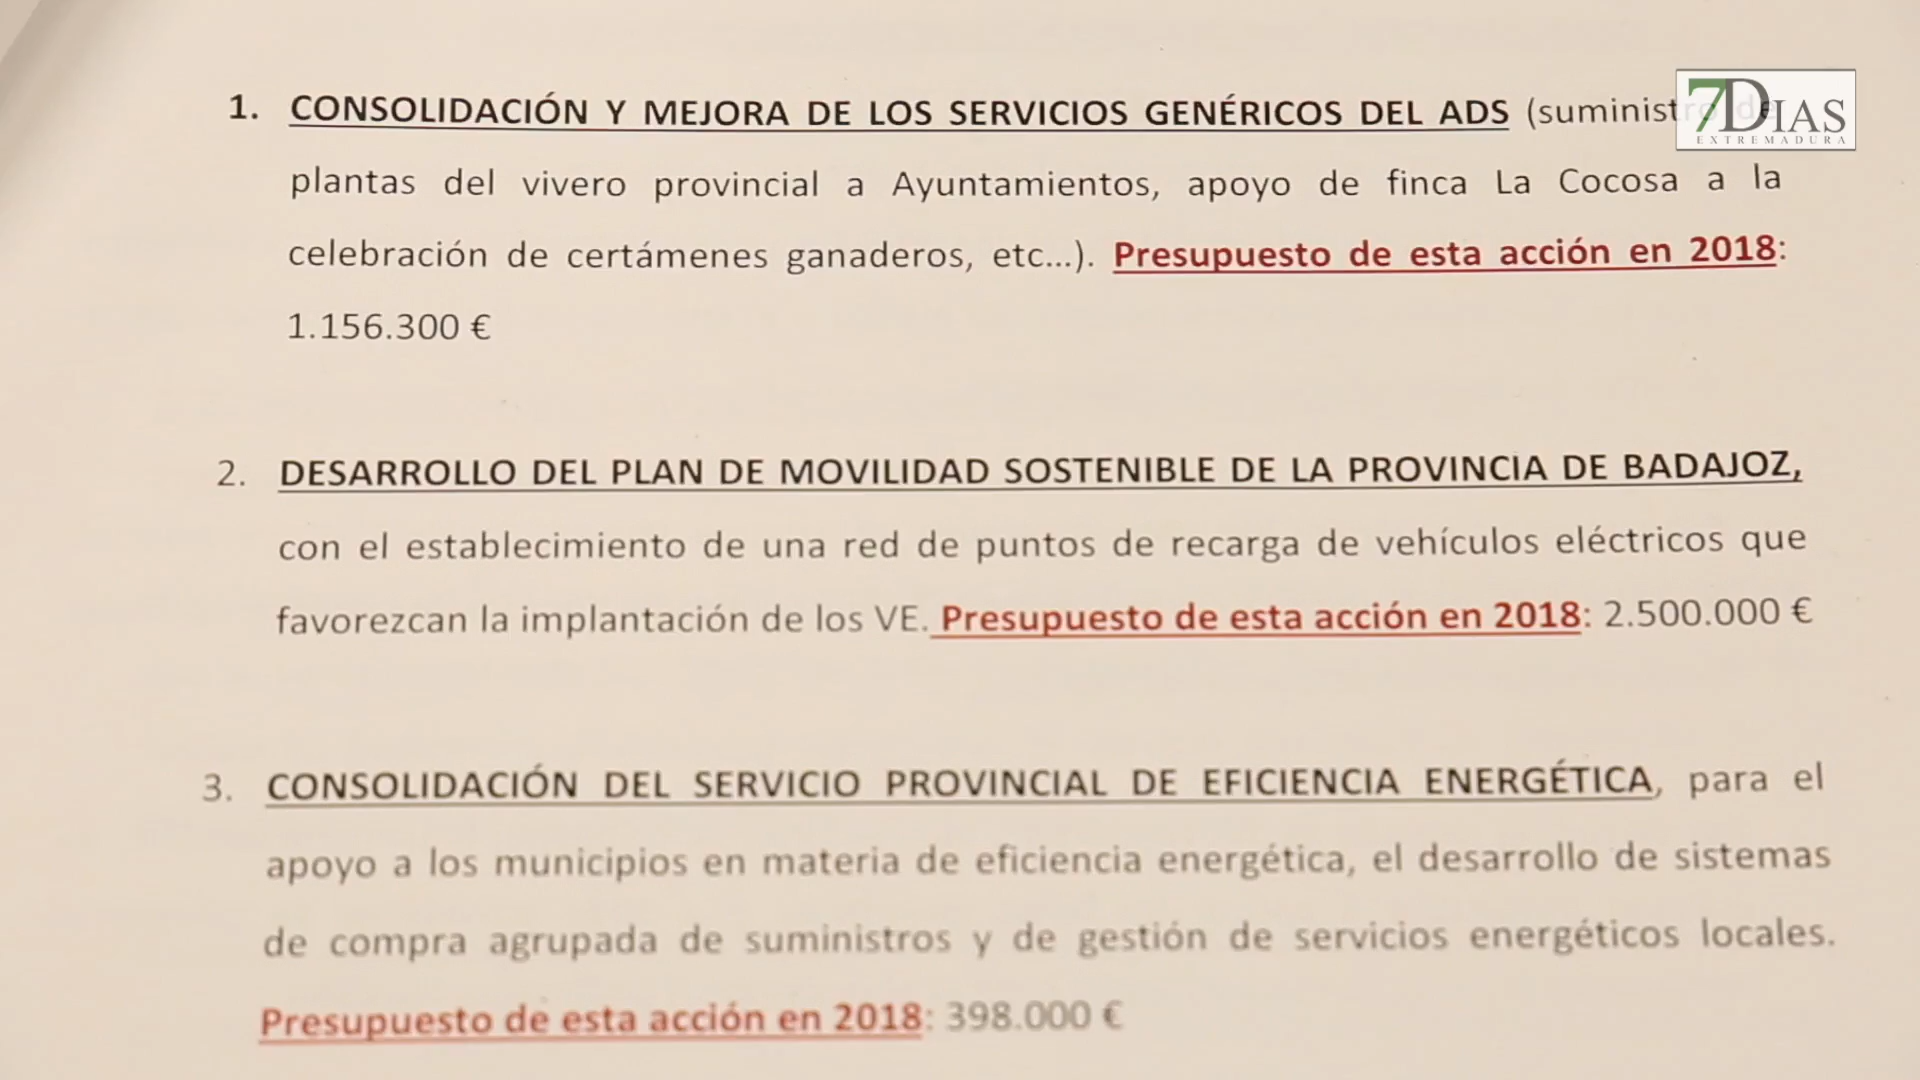 1. CONSOLIDACIÓN Y MEJORA DE LOS SERVICIOS GENÉRICOS DEL ADS (suministro de
7DIAS
EXTREMADURA
plantas del vivero provincial a Ayuntamientos, apoyo de finca La Cocosa a la
celebración de certámenes ganaderos, etc...). Presupuesto de esta acción en 2018:
1.156.300 €
2. DESARROLLO DEL PLAN DE MOVILIDAD SOSTENIBLE DE LA PROVINCIA DE BADAJOZ,
con el establecimiento de una red de puntos de recarga de vehículos eléctricos que
favorezcan la implantación de los VE. Presupuesto de esta acción en 2018: 2.500.000 €
3. CONSOLIDACIÓN DEL SERVICIO PROVINCIAL DE EFICIENCIA ENERGÉTICA, para el
apoyo a los municipios en materia de eficiencia energética, el desarrollo de sistemas
de compra agrupada de suministros y de gestión de servicios energéticos locales.
Presupuesto de esta acción en 2018: 398.000 €